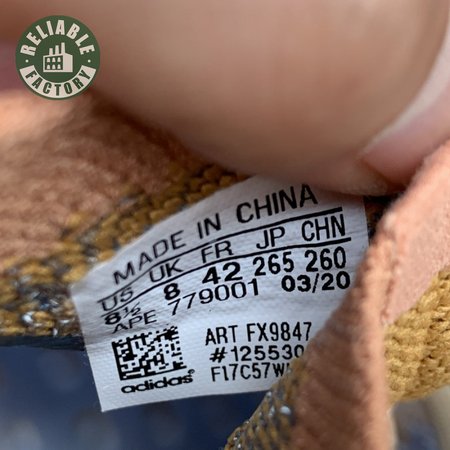 RELIABLE
FACTORY
MADE IN CHINA
US UK FR JP CHN
8½ 8 42 265 260
APE 779001 03/20
ART FX9847
#125530
F17C57W
adidas